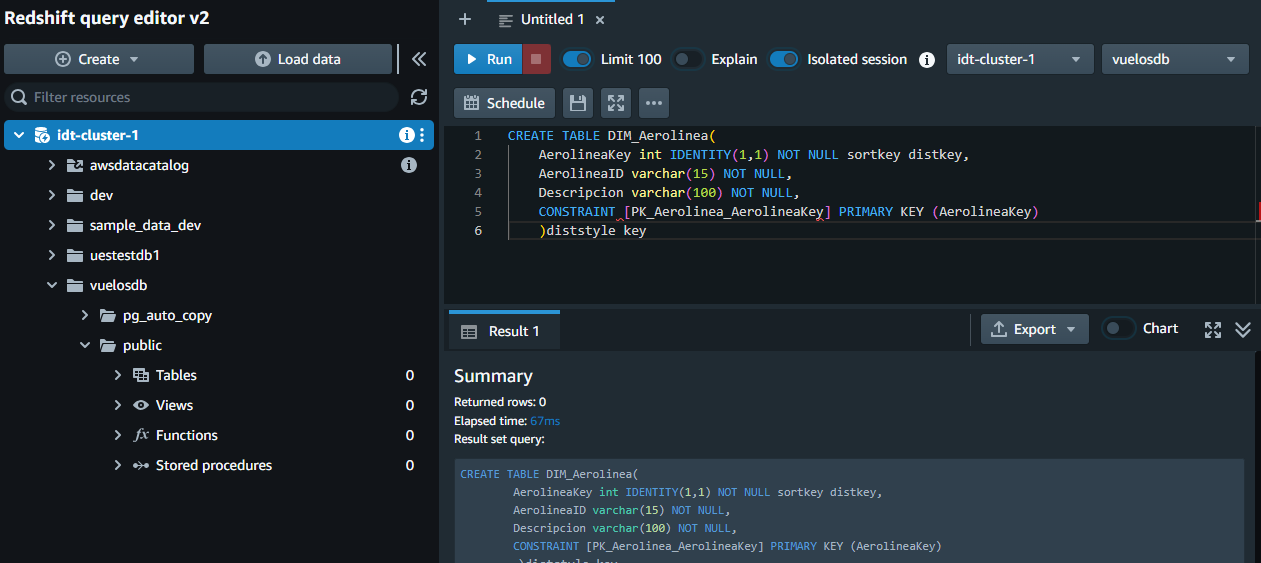 Redshift query editor v2
Create
Load data
Filter resources
idt-cluster-1
awsdatacatalog
dev
sample_data_dev
uestestdb1
vuelosdb
pg_auto_copy
public
Tables 0
Views 0
fx Functions 0
Stored procedures 0
+ Untitled 1 ×
Run Limit 100 Explain Isolated session idt-cluster-1 vuelosdb
Schedule
1 CREATE TABLE DIM_Aerolinea(
2 AerolineaKey int IDENTITY(1,1) NOT NULL sortkey distkey,
3 AerolineaID varchar(15) NOT NULL,
4 Descripcion varchar(100) NOT NULL,
5 CONSTRAINT [PK_Aerolinea_AerolineaKey] PRIMARY KEY (AerolineaKey)
6 )diststyle key
Result 1 Export Chart
Summary
Returned rows: 0
Elapsed time: 67ms
Result set query:
CREATE TABLE DIM_Aerolinea(
AerolineaKey int IDENTITY(1,1) NOT NULL sortkey distkey,
AerolineaID varchar(15) NOT NULL,
Descripcion varchar(100) NOT NULL,
CONSTRAINT [PK_Aerolinea_AerolineaKey] PRIMARY KEY (AerolineaKey)
)diststyle key